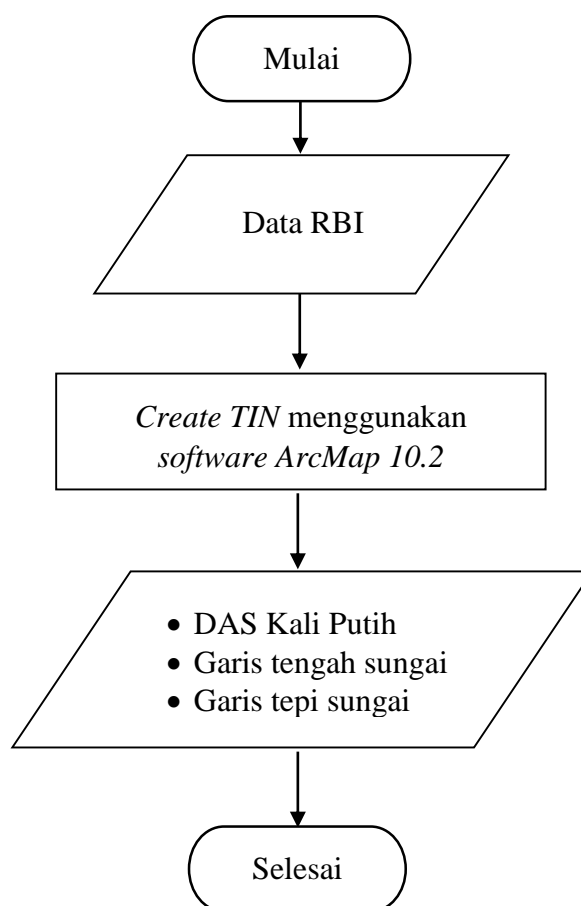 Mulai
Data RBI
Create TIN menggunakan
software ArcMap 10.2
• DAS Kali Putih
• Garis tengah sungai
• Garis tepi sungai
Selesai